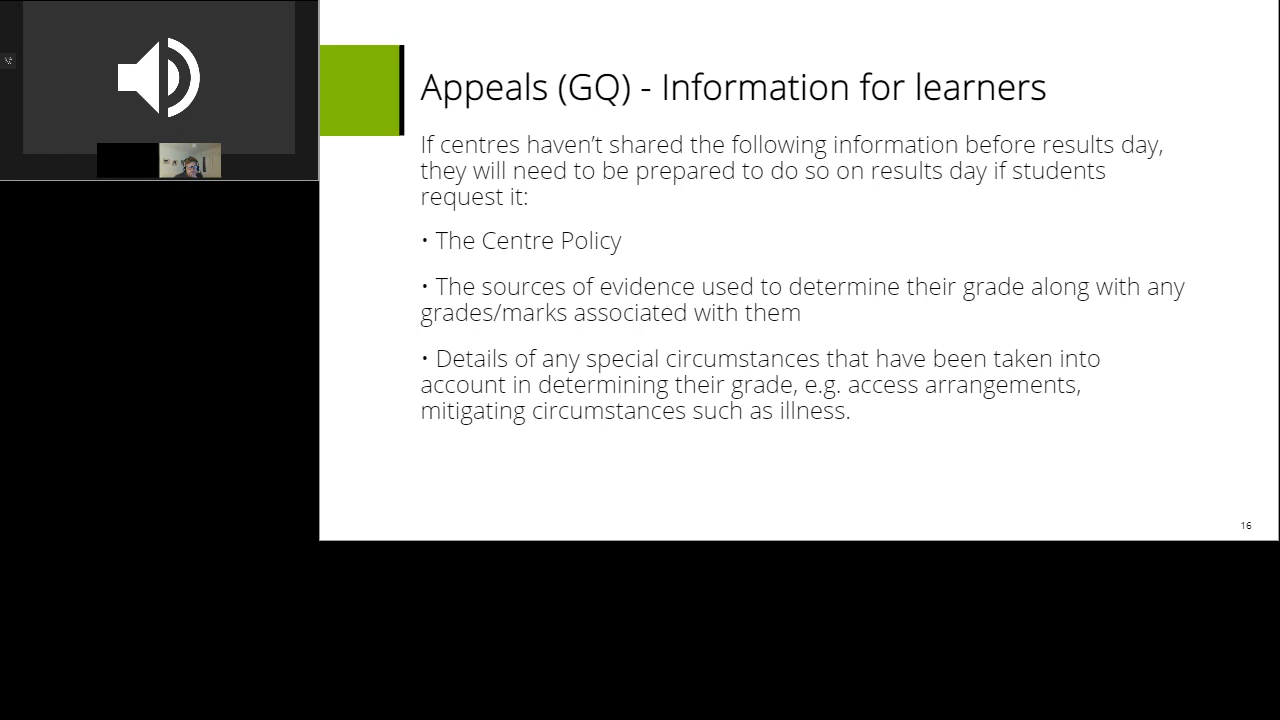 Appeals (GQ) - Information for learners
If centres haven’t shared the following information before results day,
they will need to be prepared to do so on results day if students
request it:
• The Centre Policy
• The sources of evidence used to determine their grade along with any
grades/marks associated with them
• Details of any special circumstances that have been taken into
account in determining their grade, e.g. access arrangements,
mitigating circumstances such as illness.
16